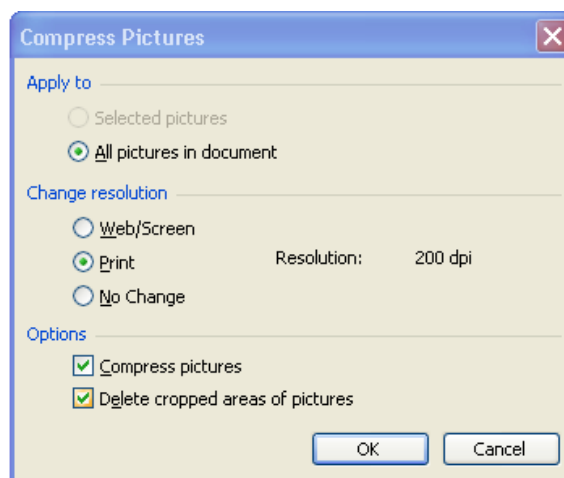 Compress Pictures
Apply to
Selected pictures
All pictures in document
Change resolution
Web/Screen
Print Resolution: 200 dpi
No Change
Options
Compress pictures
Delete cropped areas of pictures
OK Cancel